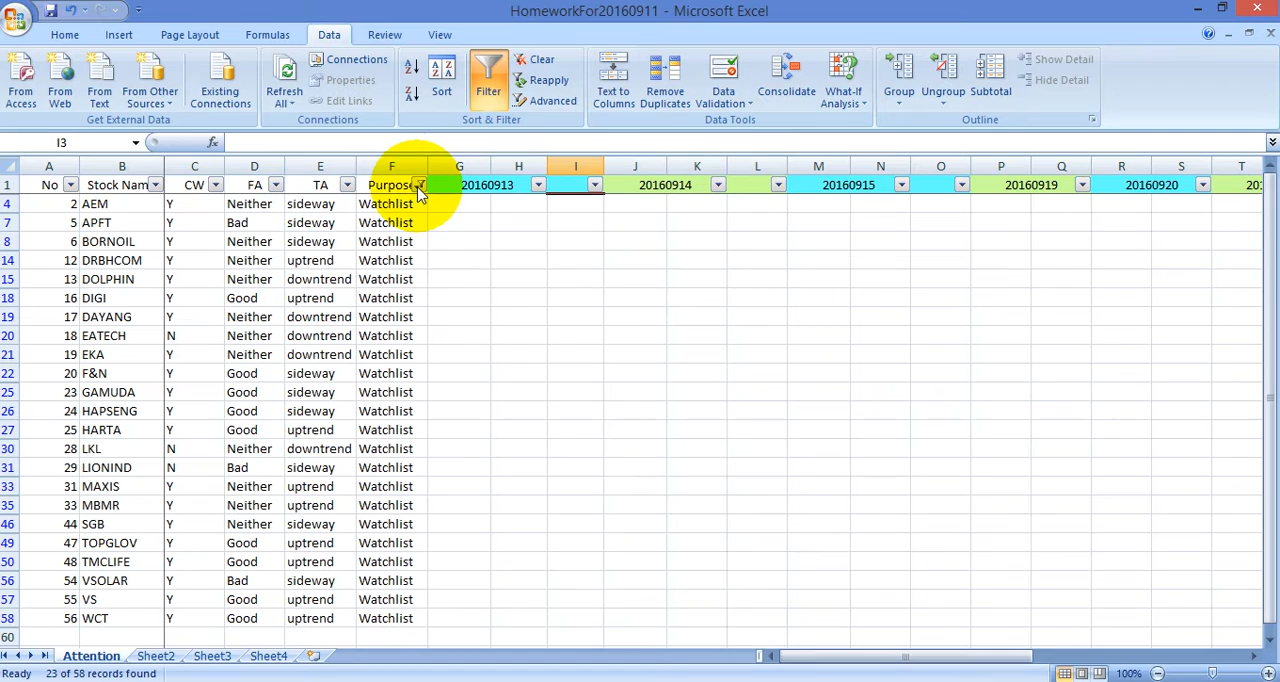 HomeworkFor20160911 - Microsoft Excel
Home Insert Page Layout Formulas Data Review View
From Access From Web From Text From Other Sources Existing Connections Refresh All Connections Properties Edit Links Sort Filter Clear Reapply Advanced Text to Columns Remove Duplicates Data Validation Consolidate What-If Analysis Group Ungroup Subtotal Show Detail Hide Detail
Get External Data Connections Sort & Filter Data Tools Outline
I3 fx
A B C D E F G H I J K L M N O P Q R S T
1 No Stock Nam CW FA TA Purpose 20160913 20160914 20160915 20160919 20160920 201
4 2 AEM Y Neither sideway Watchlist
7 5 APFT Y Bad sideway Watchlist
8 6 BORNOIL Y Neither sideway Watchlist
14 12 DRBHCOM Y Neither uptrend Watchlist
15 13 DOLPHIN Y Neither downtrend Watchlist
18 16 DIGI Y Good uptrend Watchlist
19 17 DAYANG Y Neither downtrend Watchlist
20 18 EATECH N Neither downtrend Watchlist
21 19 EKA Y Neither downtrend Watchlist
22 20 F&N Y Good sideway Watchlist
25 23 GAMUDA Y Good sideway Watchlist
26 24 HAPSENG Y Good sideway Watchlist
27 25 HARTA Y Good uptrend Watchlist
30 28 LKL N Neither downtrend Watchlist
31 29 LIONIND N Bad sideway Watchlist
33 31 MAXIS Y Neither uptrend Watchlist
35 33 MBMR Y Neither uptrend Watchlist
46 44 SGB Y Neither sideway Watchlist
49 47 TOPGLOV Y Good uptrend Watchlist
50 48 TMCLIFE Y Good uptrend Watchlist
56 54 VSOLAR Y Bad sideway Watchlist
57 55 VS Y Good uptrend Watchlist
58 56 WCT Y Good uptrend Watchlist
60
Attention Sheet2 Sheet3 Sheet4
Ready 23 of 58 records found 100%